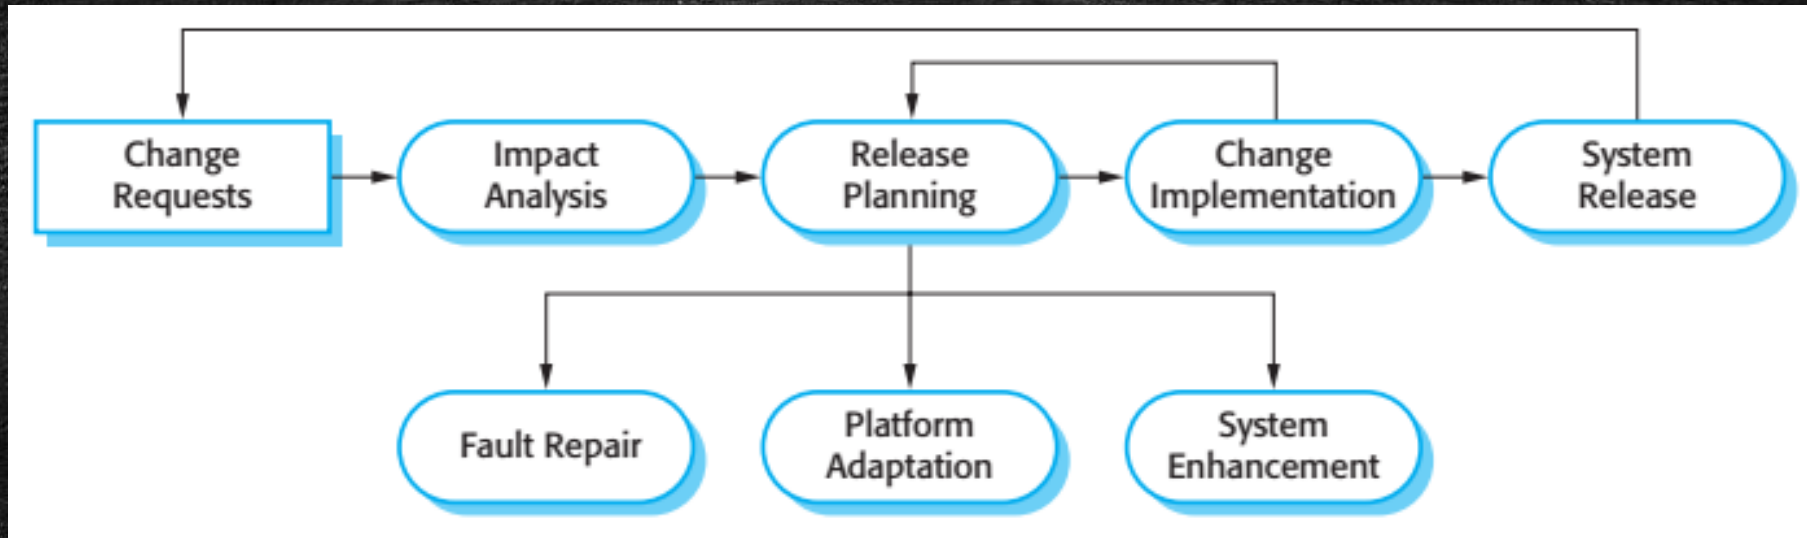 Change
Requests
Impact
Analysis
Release
Planning
Change
Implementation
System
Release
Fault Repair
Platform
Adaptation
System
Enhancement